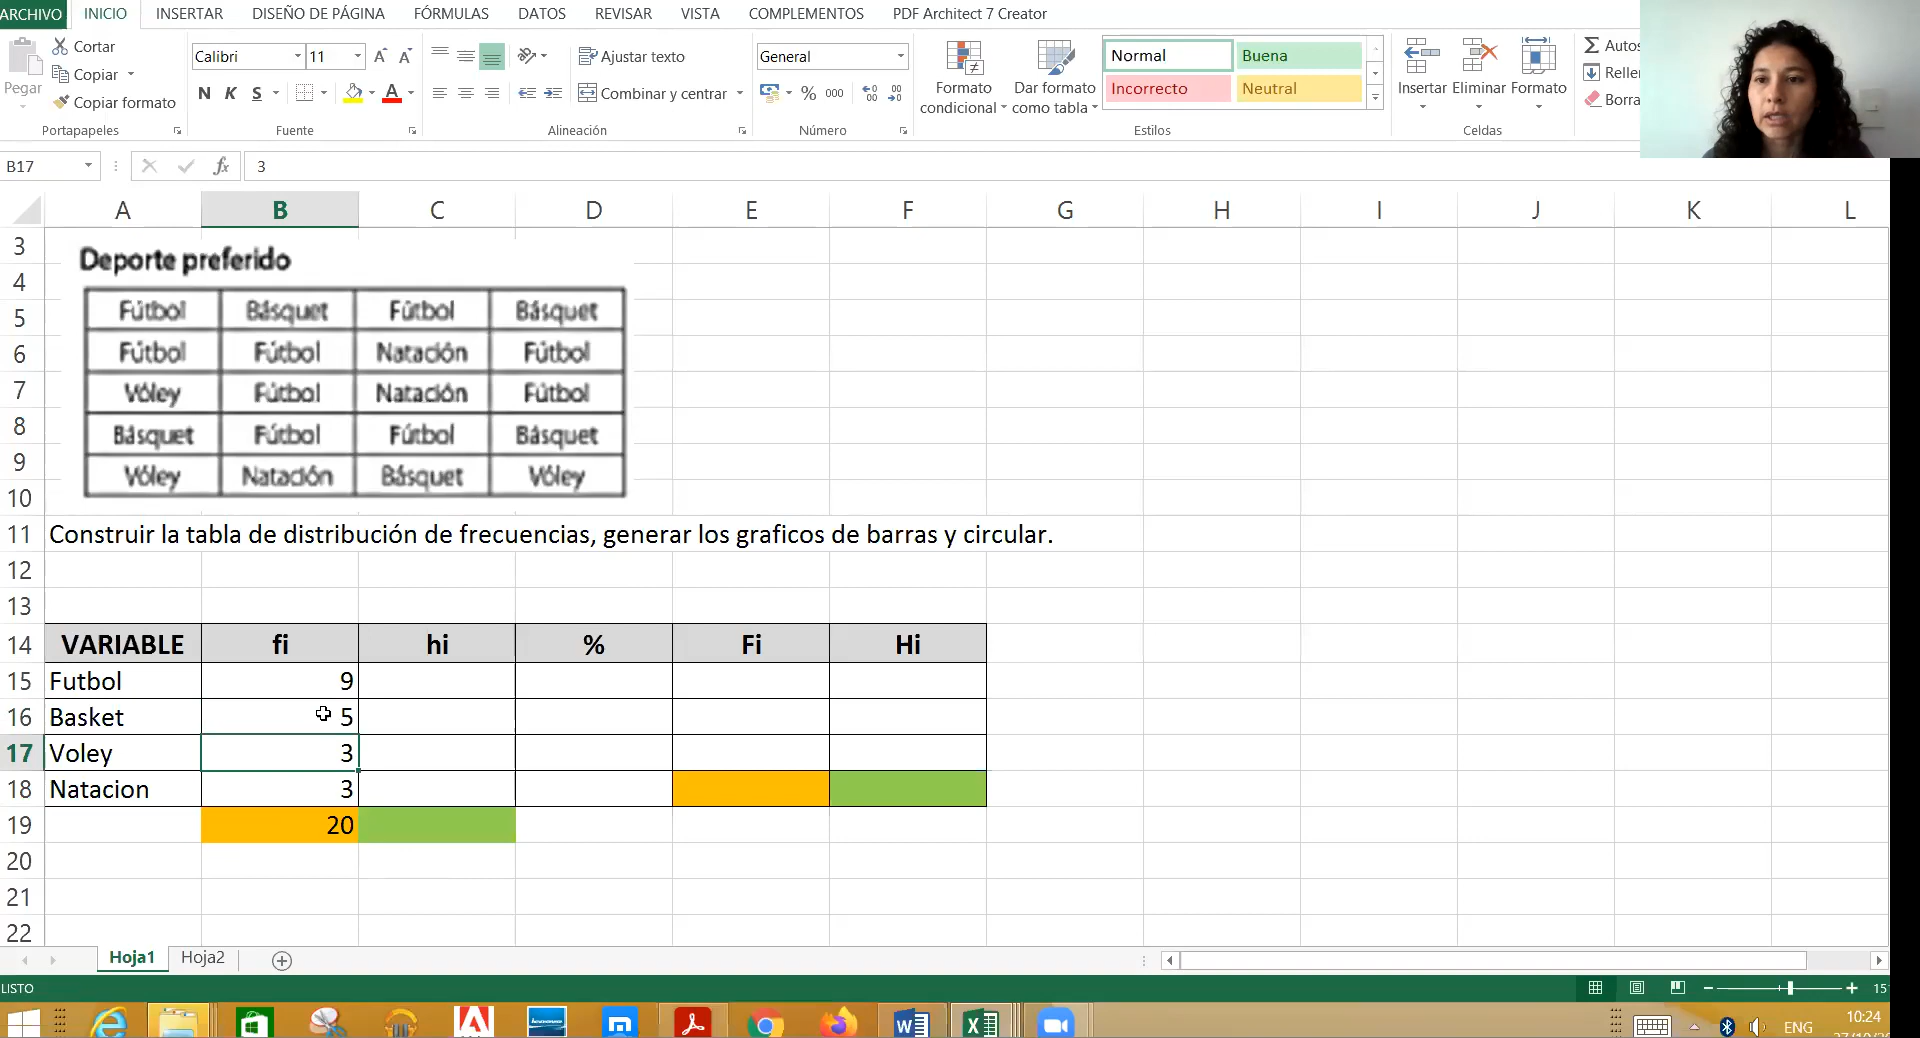 ARCHIVO INICIO INSERTAR DISEÑO DE PÁGINA FÓRMULAS DATOS REVISAR VISTA COMPLEMENTOS PDF Architect 7 Creator
Pegar
Cortar
Copiar
Copiar formato
Portapapeles
Calibri 11
N K S
Fuente
Ajustar texto
Combinar y centrar
Alineación
General
% 000
Número
Formato condicional
Dar formato como tabla
Normal Buena
Incorrecto Neutral
Estilos
Insertar Eliminar Formato
Celdas
B17 fx 3
A B C D E F G H I J K L
3
4
5
6
7
8
9
10
Deporte preferido
Fútbol Básquet Fútbol Básquet
Fútbol Fútbol Natación Fútbol
Vóley Fútbol Natación Fútbol
Básquet Fútbol Fútbol Básquet
Vóley Natación Básquet Vóley
11 Construir la tabla de distribución de frecuencias, generar los graficos de barras y circular.
12
13
14 VARIABLE fi hi % Fi Hi
15 Futbol 9
16 Basket 5
17 Voley 3
18 Natacion 3
19 20
20
21
22
Hoja1 Hoja2
LISTO
ENG
10:24